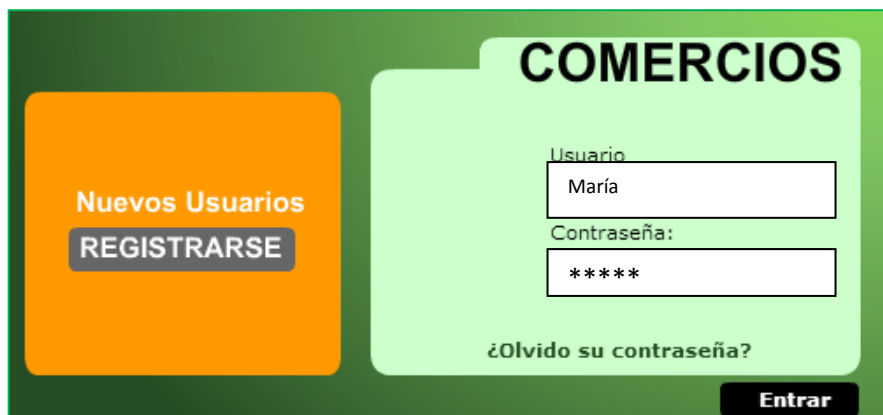 Nuevos Usuarios
REGISTRARSE
COMERCIOS
Usuario
María
Contraseña:
*****
¿Olvido su contraseña?
Entrar